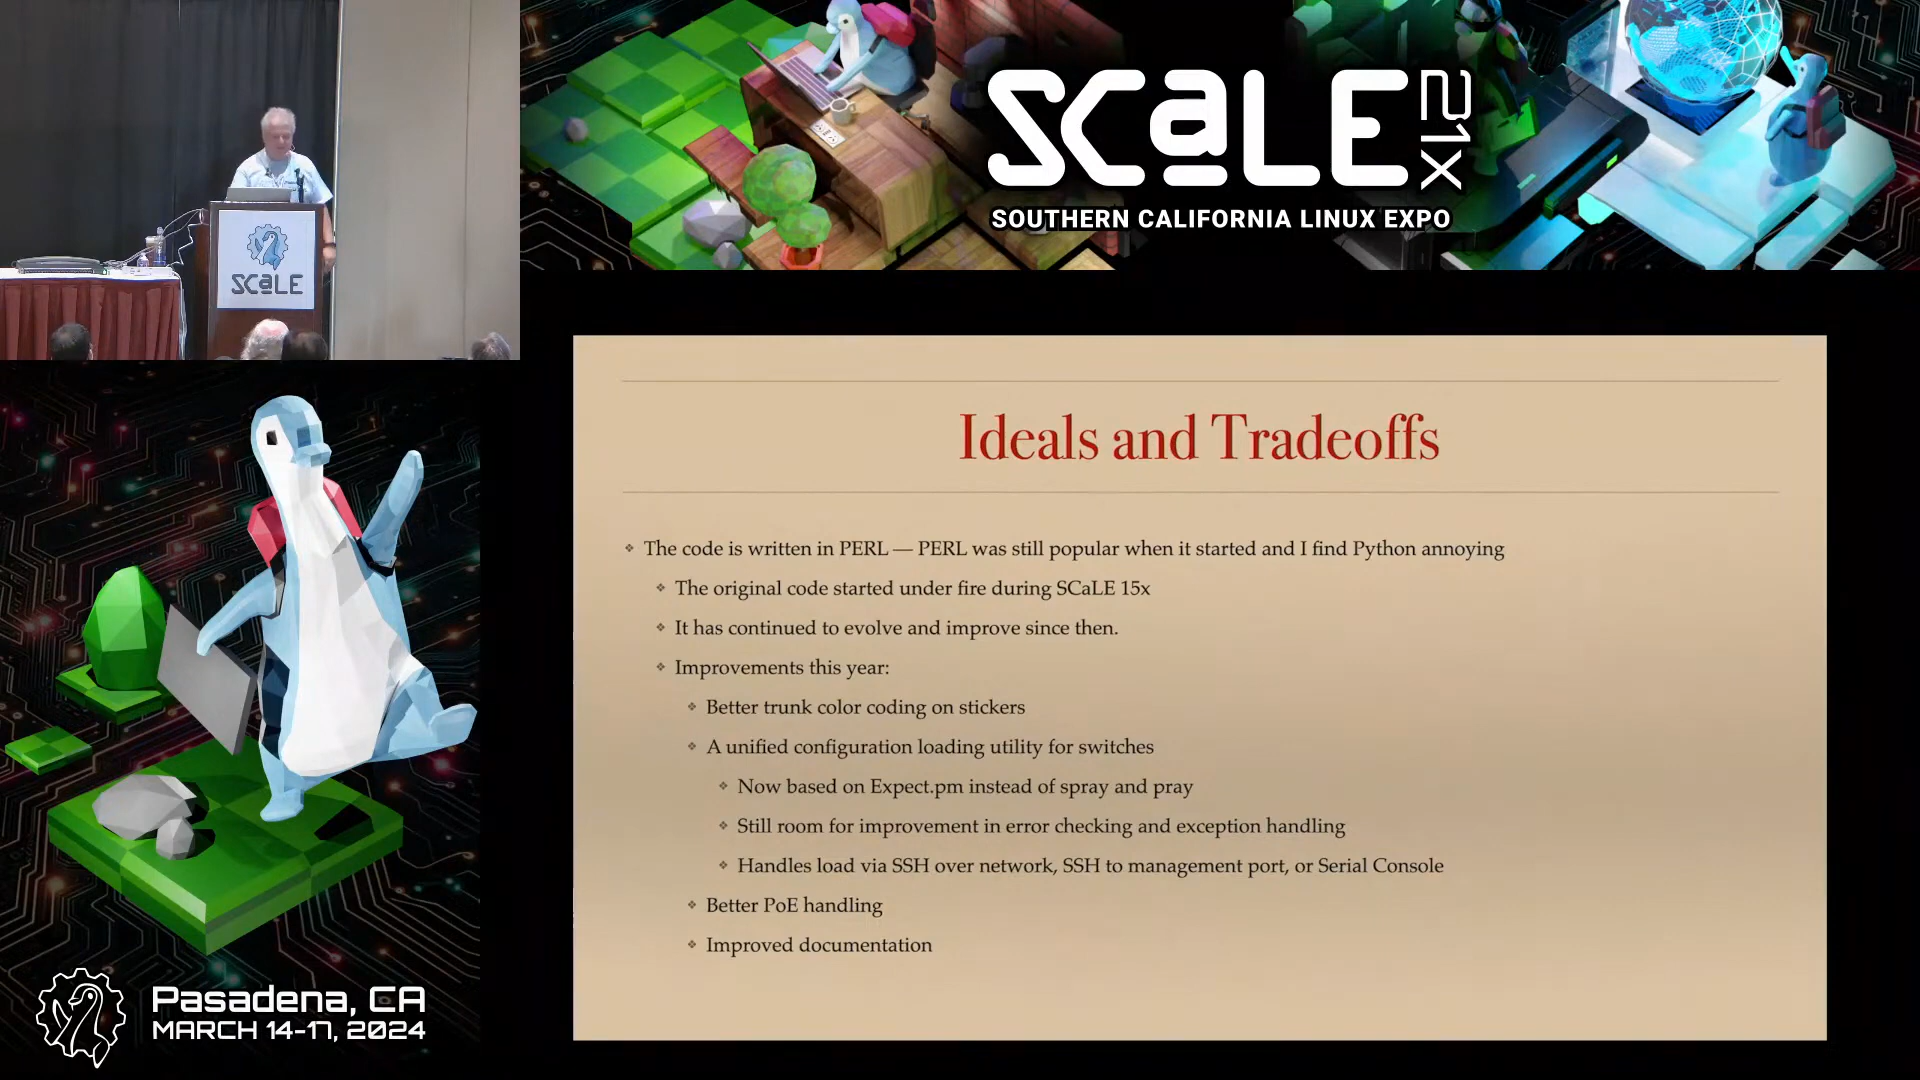 SCaLE 21x
SOUTHERN CALIFORNIA LINUX EXPO
SCaLE
Ideals and Tradeoffs
The code is written in PERL — PERL was still popular when it started and I find Python annoying
The original code started under fire during SCaLE 15x
It has continued to evolve and improve since then.
Improvements this year:
Better trunk color coding on stickers
A unified configuration loading utility for switches
Now based on Expect.pm instead of spray and pray
Still room for improvement in error checking and exception handling
Handles load via SSH over network, SSH to management port, or Serial Console
Better PoE handling
Improved documentation
Pasadena, CA
MARCH 14-17, 2024